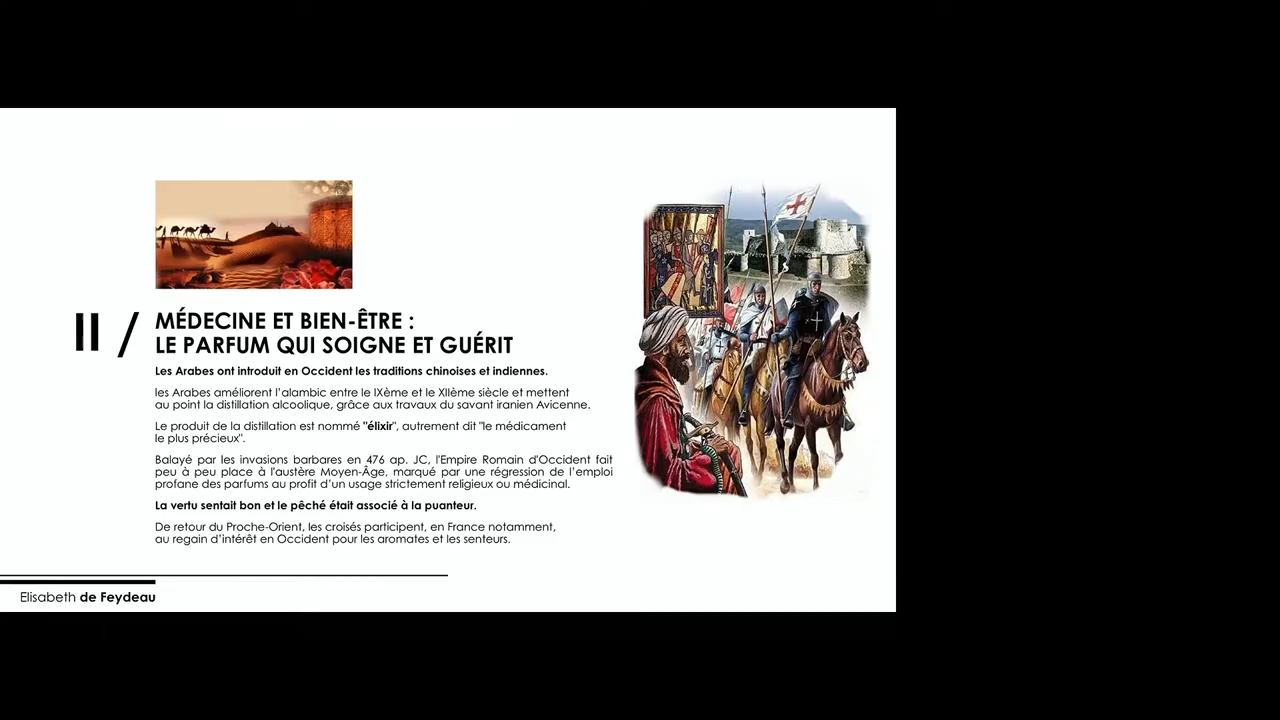 II / MÉDECINE ET BIEN-ÊTRE :
LE PARFUM QUI SOIGNE ET GUÉRIT
Les Arabes ont introduit en Occident les traditions chinoises et indiennes.
les Arabes améliorent l'alambic entre le IXème et le XIIème siècle et mettent
au point la distillation alcoolique, grâce aux travaux du savant iranien Avicenne.
Le produit de la distillation est nommé "élixir", autrement dit "le médicament
le plus précieux".
Balayé par les invasions barbares en 476 ap. JC, l'Empire Romain d'Occident fait
peu à peu place à l'austère Moyen-Âge, marqué par une régression de l'emploi
profane des parfums au profit d'un usage strictement religieux ou médicinal.
La vertu sentait bon et le pêché était associé à la puanteur.
De retour du Proche-Orient, les croisés participent, en France notamment,
au regain d'intérêt en Occident pour les aromates et les senteurs.
Elisabeth de Feydeau